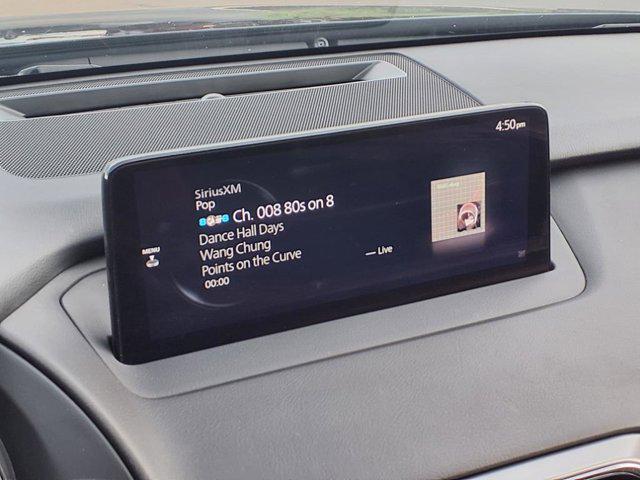 4:50pm
SiriusXM
Pop
Ch. 008 80s on 8
Dance Hall Days
Wang Chung
Points on the Curve
Live
00:00
MENU